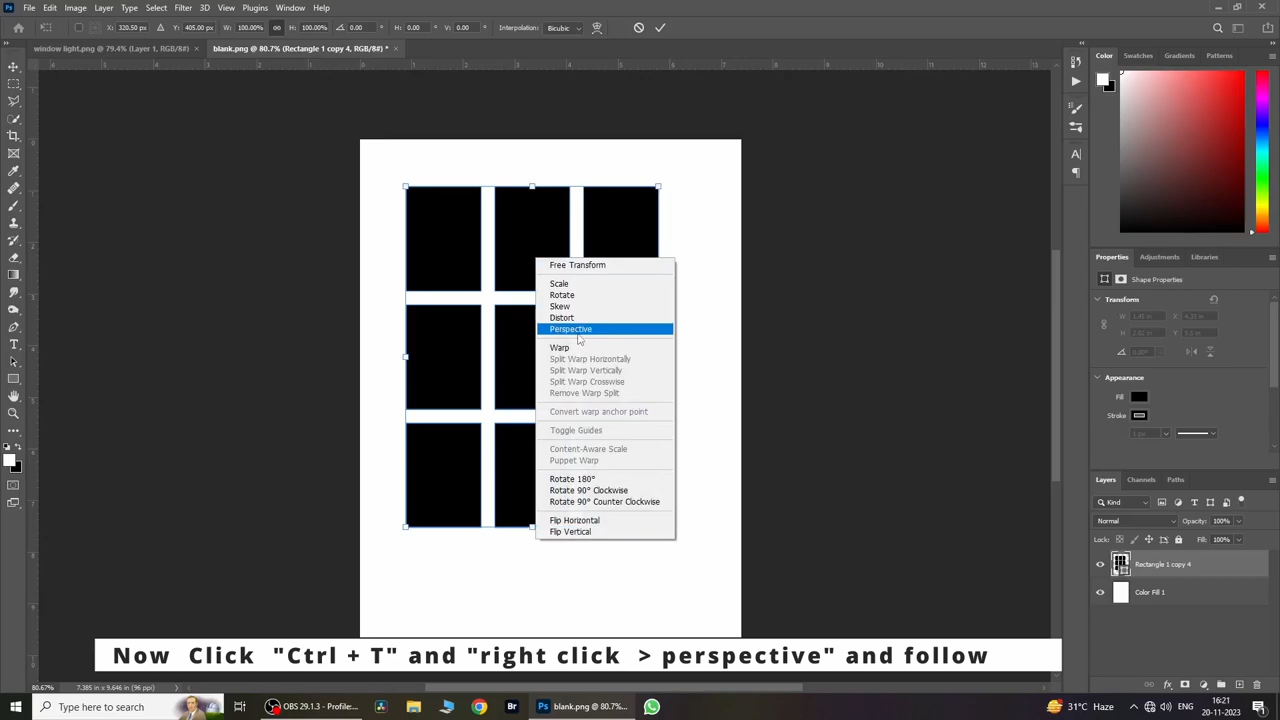 File Edit Image Layer Type Select Filter 3D View Plugins Window Help
X: 320.50 px Y: 405.00 px W: 100.00% H: 100.00% 0.00 ° H: 0.00 ° V: 0.00 ° Interpolation: Bicubic
window light.png @ 79.4% (Layer 1, RGB/8#) × blank.png @ 80.7% (Rectangle 1 copy 4, RGB/8#) * ×
Color Swatches Gradients Patterns
Free Transform
Scale
Rotate
Skew
Distort
Perspective
Warp
Split Warp Horizontally
Split Warp Vertically
Split Warp Crosswise
Remove Warp Split
Convert warp anchor point
Toggle Guides
Content-Aware Scale
Puppet Warp
Rotate 180°
Rotate 90° Clockwise
Rotate 90° Counter Clockwise
Flip Horizontal
Flip Vertical
Properties Adjustments Libraries
Shape Properties
Transform
Appearance
Fill
Stroke
1 px
Layers Channels Paths
Kind
Normal Opacity: 100%
Lock: Fill: 100%
Rectangle 1 copy 4
Color Fill 1
Now Click "Ctrl + T" and "right click > perspective" and follow
80.67% 7.385 in x 9.646 in (96 ppi)
Type here to search
OBS 29.1.3 - Profile:...
blank.png @ 80.7%...
31°C Haze
ENG
16:21
20-11-2023